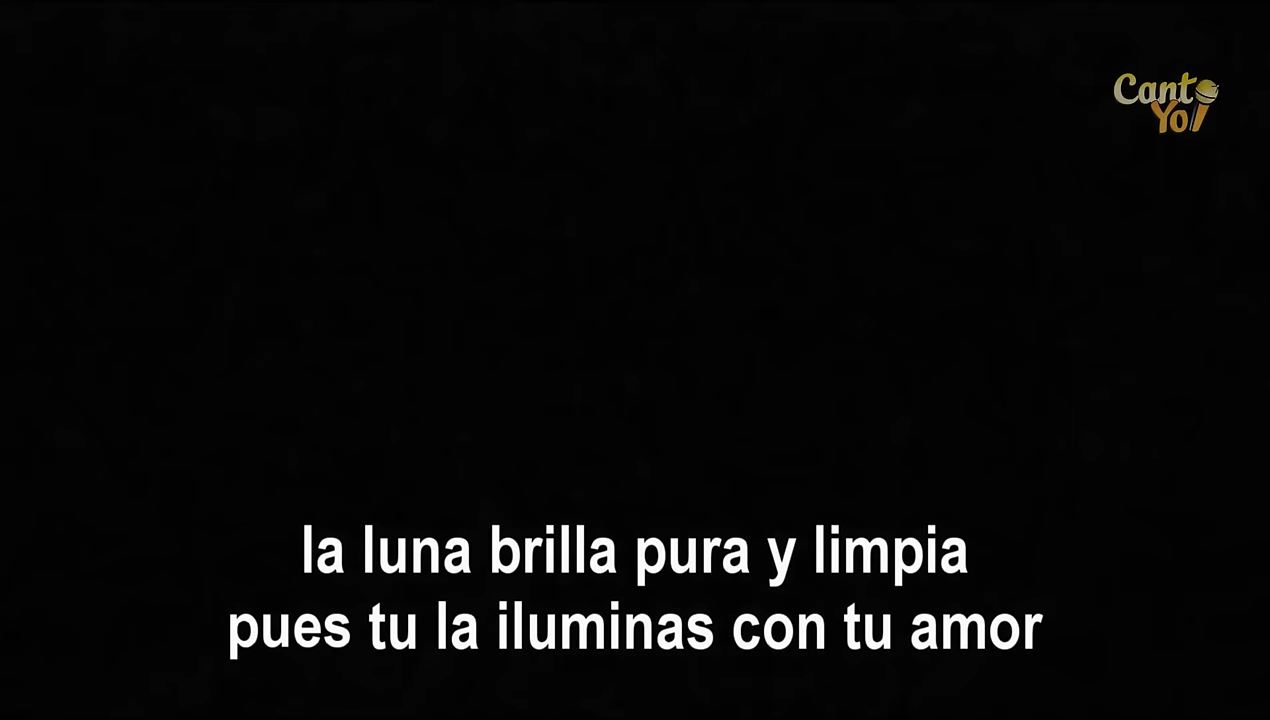 Canto
Yo!
la luna brilla pura y limpia
pues tu la iluminas con tu amor